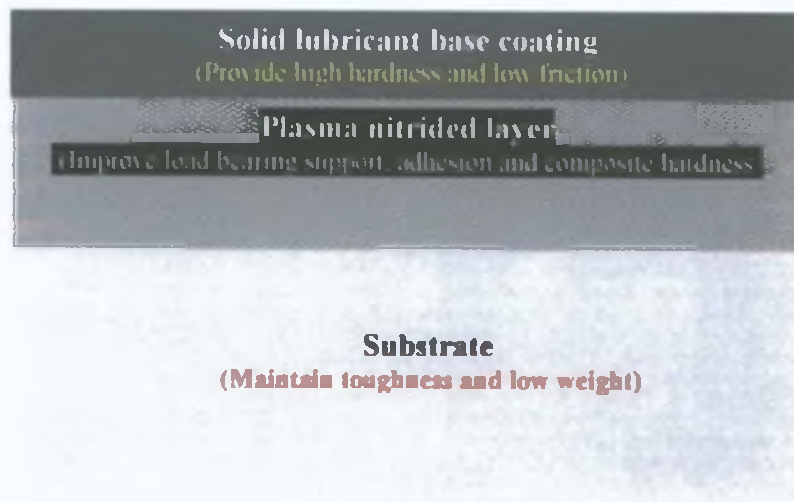 Solid lubricant base coating
(Provide high hardness and low friction)
Plasma nitrided layer
(Improve load bearing support, adhesion and composite hardness
Substrate
(Maintain toughness and low weight)